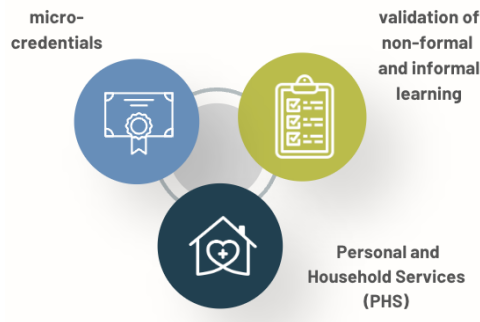 micro-
credentials
validation of
non-formal
and informal
learning
Personal and
Household Services
(PHS)